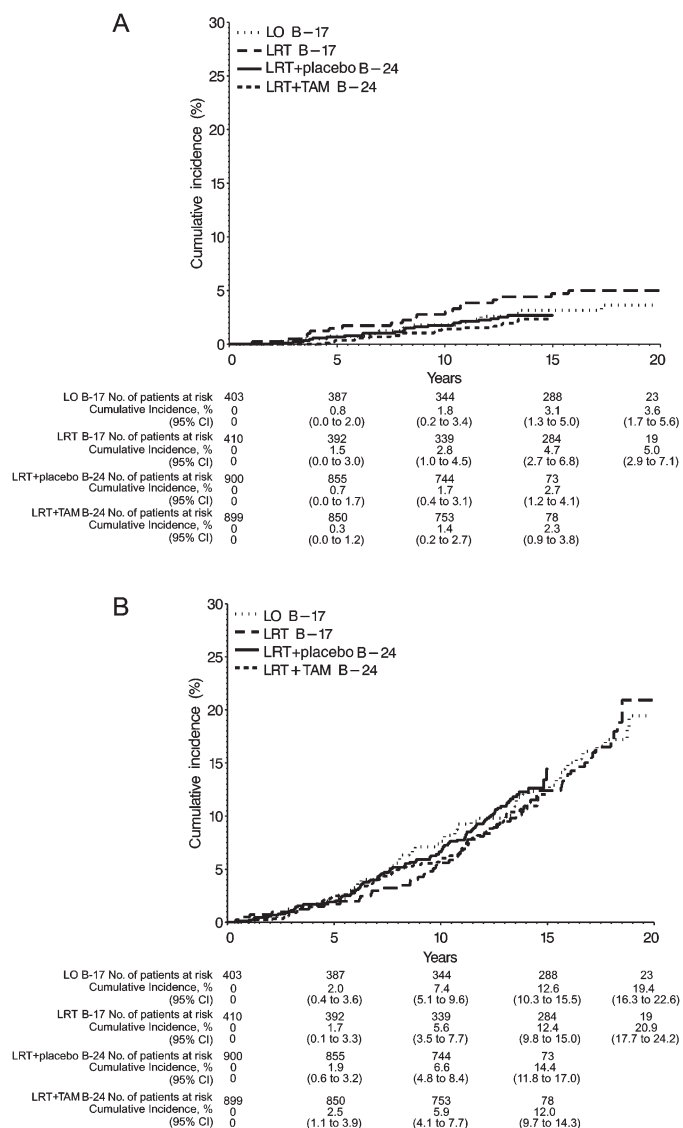 A
30
25
20
15
10
5
0
Cumulative incidence (%)
LO B-17
LRT B-17
LRT+placebo B-24
LRT+TAM B-24
0 5 10 15 20
Years
LO B-17 No. of patients at risk 403 387 344 288 23
Cumulative Incidence, % 0 0.8 1.8 3.1 3.6
(95% CI) 0 (0.0 to 2.0) (0.2 to 3.4) (1.3 to 5.0) (1.7 to 5.6)
LRT B-17 No. of patients at risk 410 392 339 284 19
Cumulative Incidence, % 0 1.5 2.8 4.7 5.0
(95% CI) 0 (0.0 to 3.0) (1.0 to 4.5) (2.7 to 6.8) (2.9 to 7.1)
LRT+placebo B-24 No. of patients at risk 900 855 744 73
Cumulative Incidence, % 0 0.7 1.7 2.7
(95% CI) 0 (0.0 to 1.7) (0.4 to 3.1) (1.2 to 4.1)
LRT+TAM B-24 No. of patients at risk 899 850 753 78
Cumulative Incidence, % 0 0.3 1.4 2.3
(95% CI) 0 (0.0 to 1.2) (0.2 to 2.7) (0.9 to 3.8)
B
30
25
20
15
10
5
0
Cumulative incidence (%)
LO B-17
LRT B-17
LRT+placebo B-24
LRT+TAM B-24
0 5 10 15 20
Years
LO B-17 No. of patients at risk 403 387 344 288 23
Cumulative Incidence, % 0 2.0 7.4 12.6 19.4
(95% CI) 0 (0.4 to 3.6) (5.1 to 9.6) (10.3 to 15.5) (16.3 to 22.6)
LRT B-17 No. of patients at risk 410 392 339 284 19
Cumulative Incidence, % 0 1.7 5.6 12.4 20.9
(95% CI) 0 (0.1 to 3.3) (3.5 to 7.7) (9.8 to 15.0) (17.7 to 24.2)
LRT+placebo B-24 No. of patients at risk 900 855 744 73
Cumulative Incidence, % 0 1.9 6.6 14.4
(95% CI) 0 (0.6 to 3.2) (4.8 to 8.4) (11.8 to 17.0)
LRT+TAM B-24 No. of patients at risk 899 850 753 78
Cumulative Incidence, % 0 2.5 5.9 12.0
(95% CI) 0 (1.1 to 3.9) (4.1 to 7.7) (9.7 to 14.3)